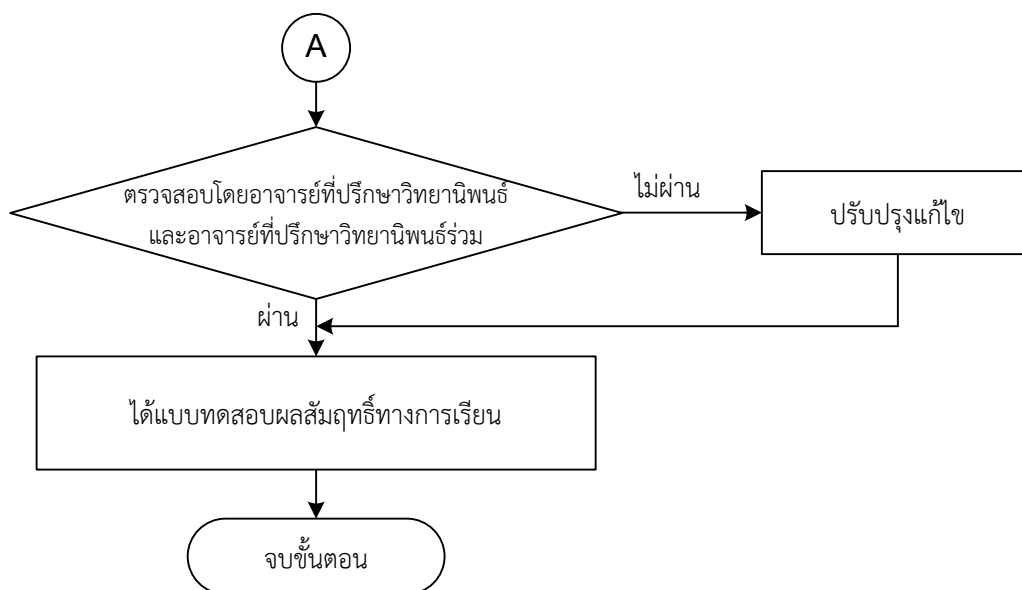 A
ตรวจสอบโดยอาจารย์ที่ปรึกษาวิทยานิพนธ์
และอาจารย์ที่ปรึกษาวิทยานิพนธ์ร่วม
ไม่ผ่าน
ปรับปรุงแก้ไข
ผ่าน
ได้แบบทดสอบผลสัมฤทธิ์ทางการเรียน
จบขั้นตอน